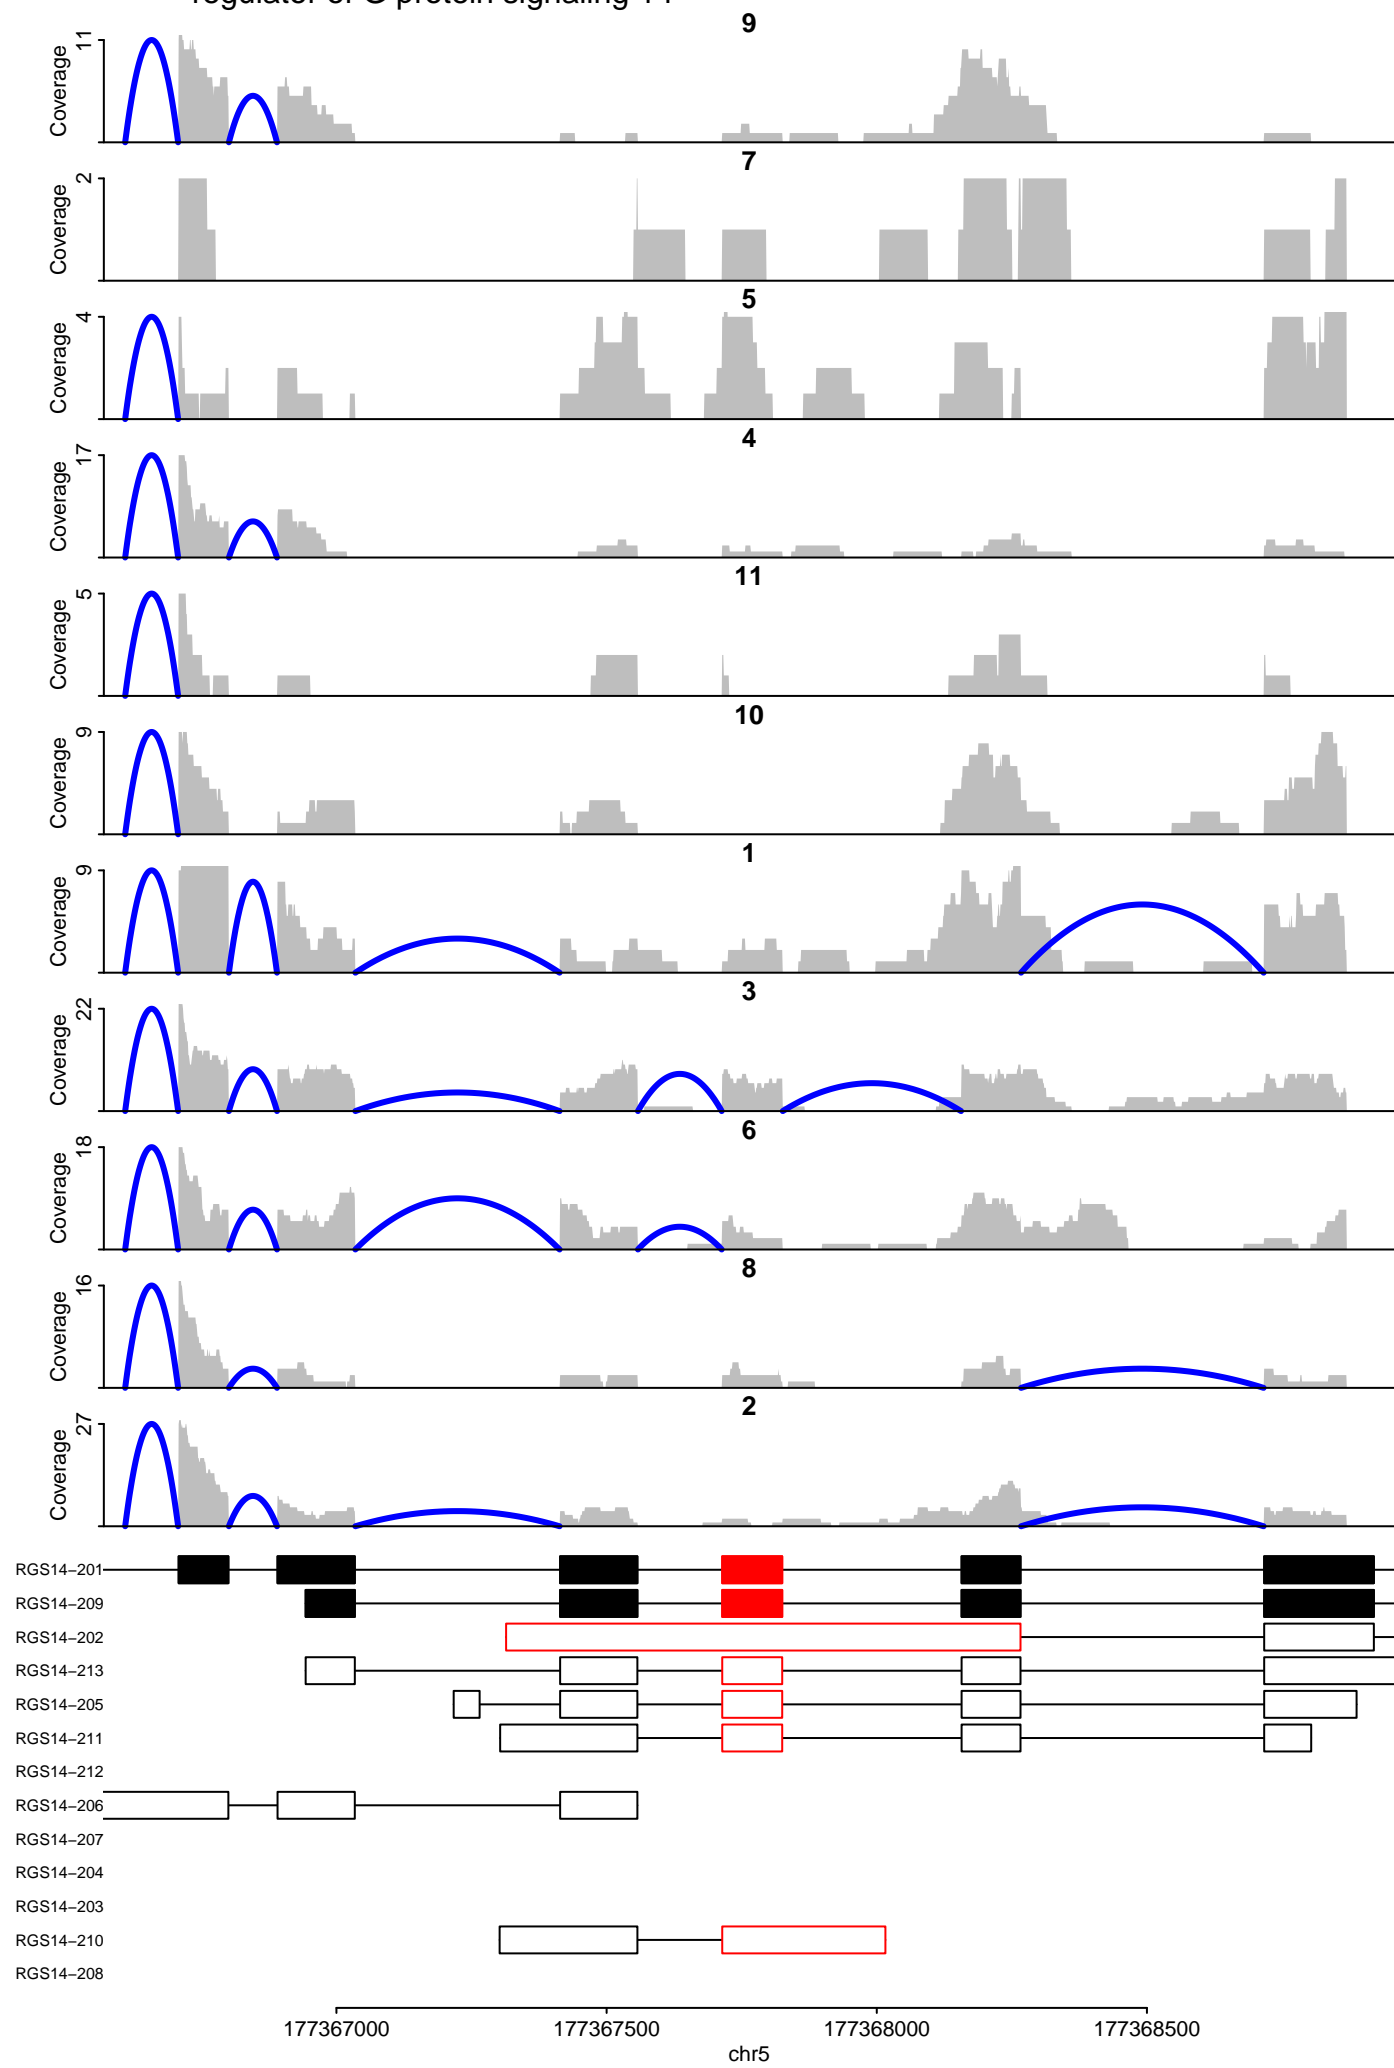 regulator of G protein signaling 14
9
Coverage
11
7
Coverage
2
5
Coverage
4
4
Coverage
17
11
Coverage
5
10
Coverage
9
1
Coverage
9
3
Coverage
22
6
Coverage
18
8
Coverage
16
2
Coverage
27
RGS14−201
RGS14−209
RGS14−202
RGS14−213
RGS14−205
RGS14−211
RGS14−212
RGS14−206
RGS14−207
RGS14−204
RGS14−203
RGS14−210
RGS14−208
177367000 177367500 177368000 177368500
chr5